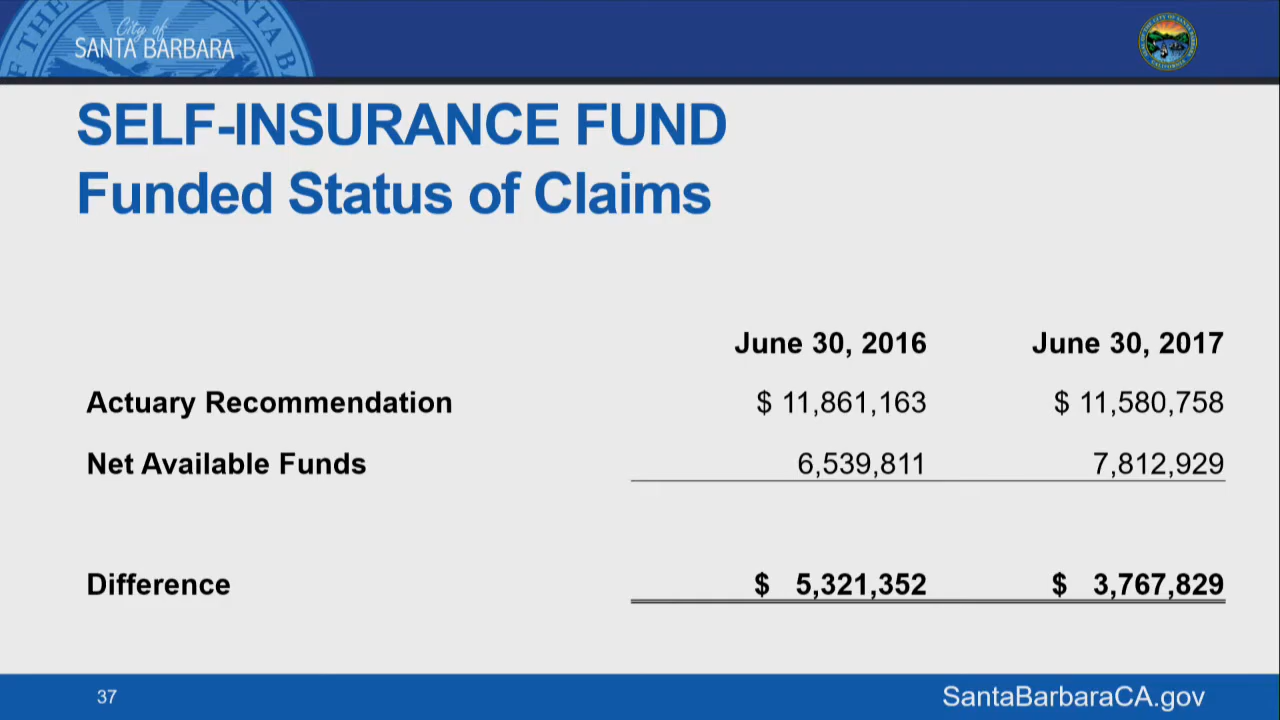 City of
SANTA BARBARA
SELF-INSURANCE FUND
Funded Status of Claims
June 30, 2016 June 30, 2017
Actuary Recommendation $ 11,861,163 $ 11,580,758
Net Available Funds 6,539,811 7,812,929
Difference $ 5,321,352 $ 3,767,829
37 SantaBarbaraCA.gov